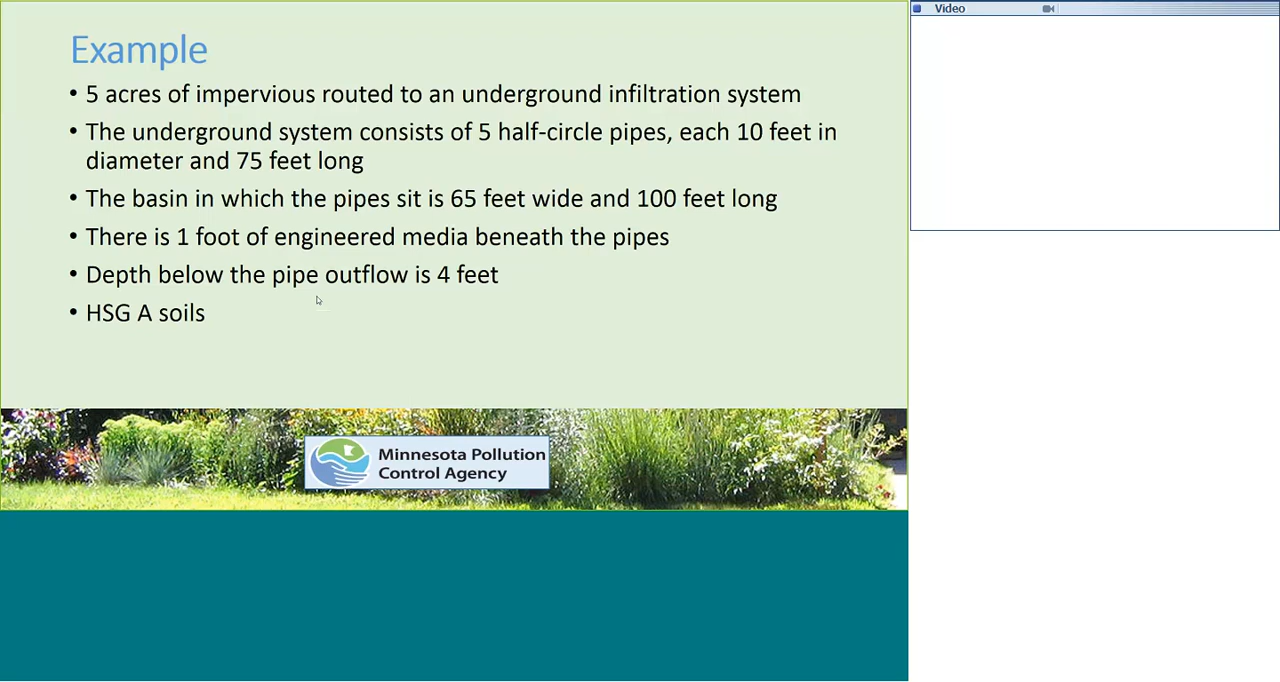 Example
• 5 acres of impervious routed to an underground infiltration system
• The underground system consists of 5 half-circle pipes, each 10 feet in
diameter and 75 feet long
• The basin in which the pipes sit is 65 feet wide and 100 feet long
• There is 1 foot of engineered media beneath the pipes
• Depth below the pipe outflow is 4 feet
• HSG A soils
Minnesota Pollution
Control Agency
Video